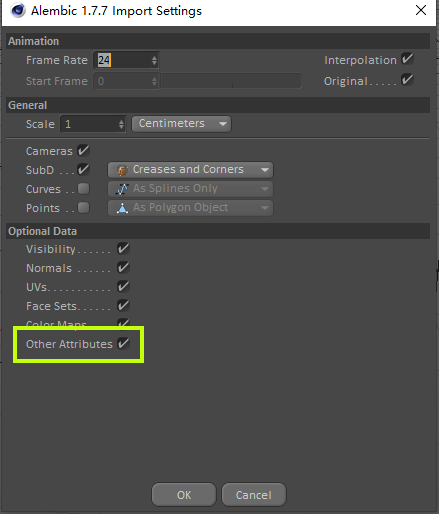 Alembic 1.7.7 Import Settings
Animation
Frame Rate 24 Interpolation
Start Frame 0 Original.....
General
Scale 1 Centimeters
Cameras
SubD ... Creases and Corners
Curves .. As Splines Only
Points .. As Polygon Object
Optional Data
Visibility......
Normals ......
UVs...........
Face Sets.....
Color Maps
Other Attributes
OK Cancel